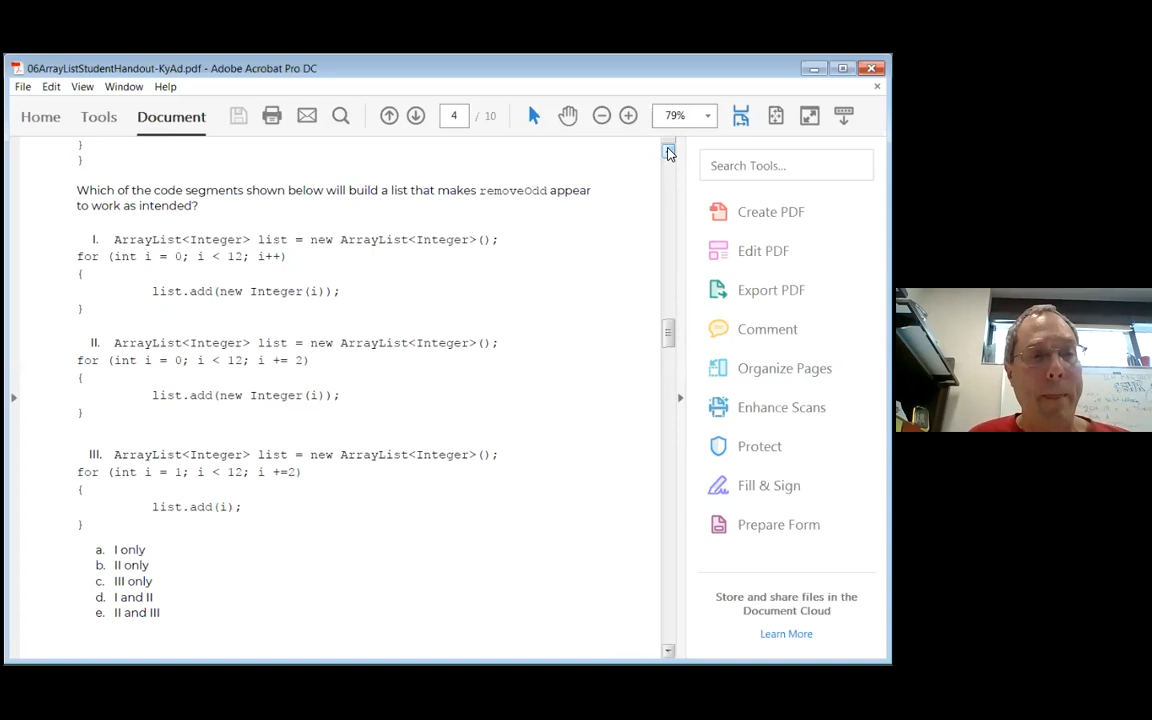 06ArrayListStudentHandout-KyAd.pdf - Adobe Acrobat Pro DC
File Edit View Window Help
Home Tools Document 4 / 10 79%
}
}
Which of the code segments shown below will build a list that makes removeOdd appear
to work as intended?
I. ArrayList<Integer> list = new ArrayList<Integer>();
for (int i = 0; i < 12; i++)
{
list.add(new Integer(i));
}
II. ArrayList<Integer> list = new ArrayList<Integer>();
for (int i = 0; i < 12; i += 2)
{
list.add(new Integer(i));
}
III. ArrayList<Integer> list = new ArrayList<Integer>();
for (int i = 1; i < 12; i +=2)
{
list.add(i);
}
a. I only
b. II only
c. III only
d. I and II
e. II and III
Search Tools...
Create PDF
Edit PDF
Export PDF
Comment
Organize Pages
Enhance Scans
Protect
Fill & Sign
Prepare Form
Store and share files in the
Document Cloud
Learn More